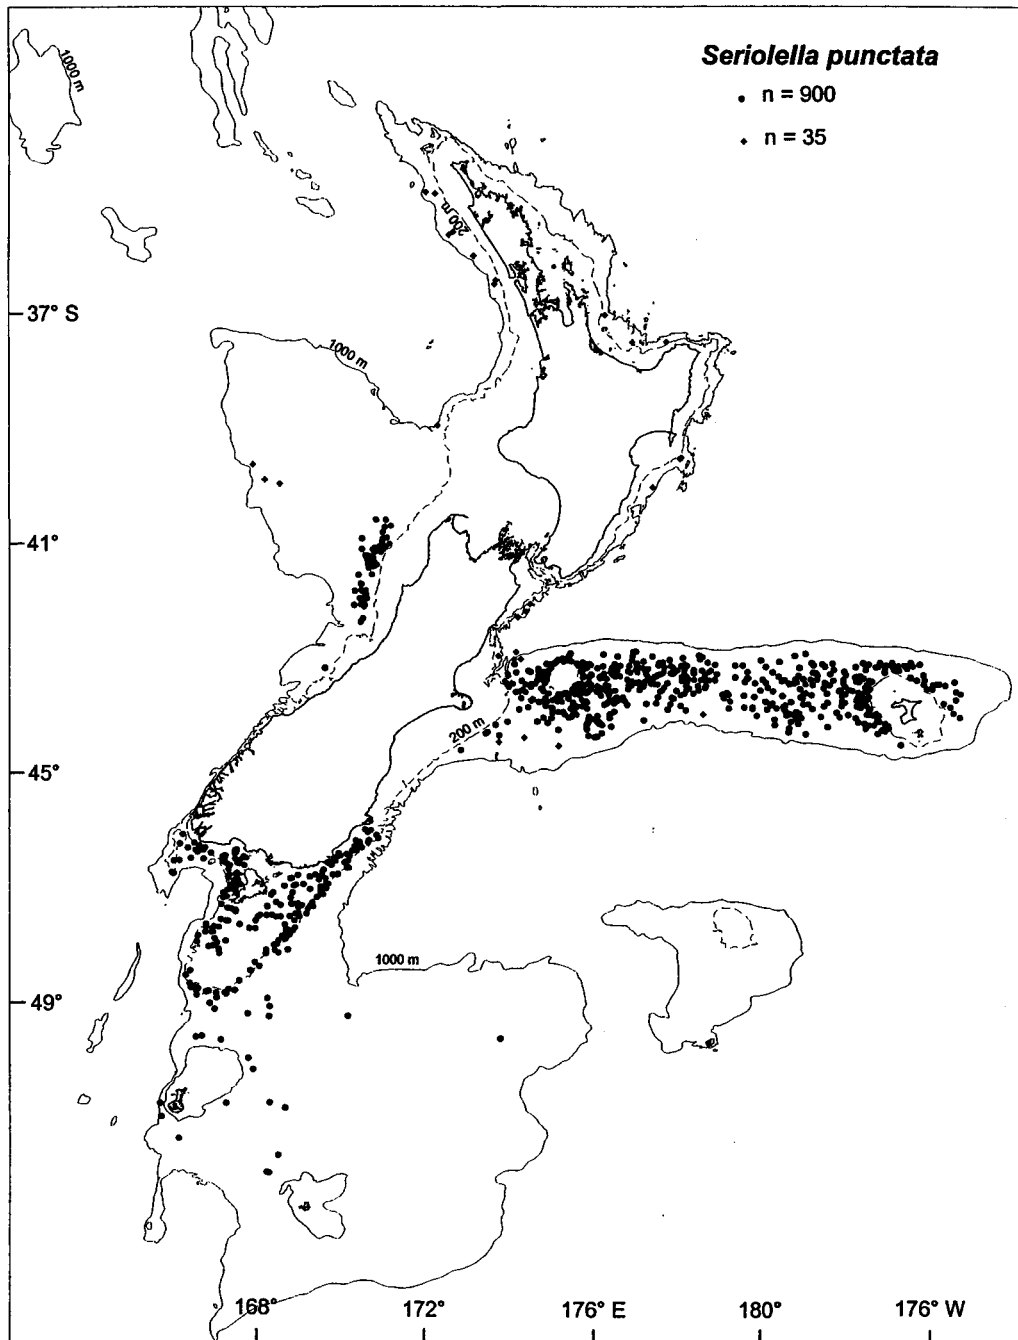 1000 m
Seriolella punctata
• n = 900
⬥ n = 35
200 m
37° S
1000 m
41°
200 m
45°
1000 m
49°
168°
172°
176° E
180°
176° W